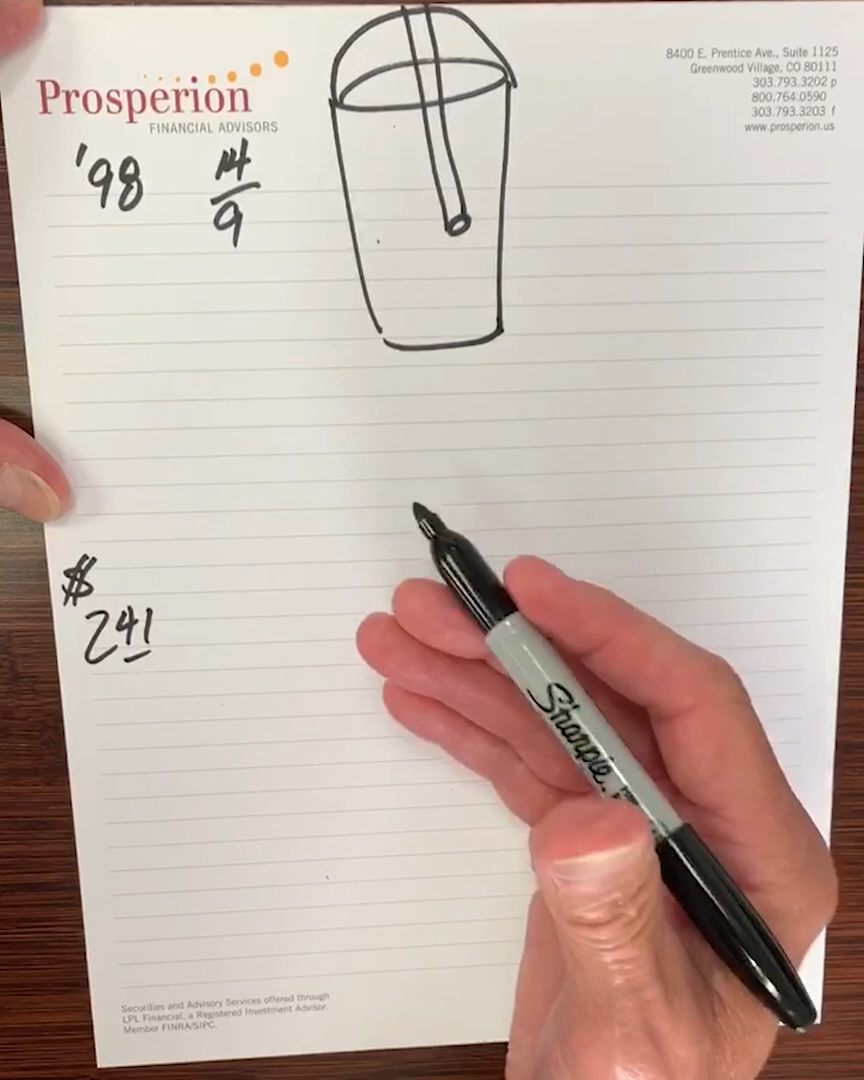 Prosperion
FINANCIAL ADVISORS
8400 E. Prentice Ave., Suite 1125
Greenwood Village, CO 80111
303.793.3202 p
800.764.0590
303.793.3203 f
www.prosperion.us
'98
14
9
$
241
Sharpie
Securities and Advisory Services offered through
LPL Financial, a Registered Investment Advisor.
Member FINRA/SIPC.